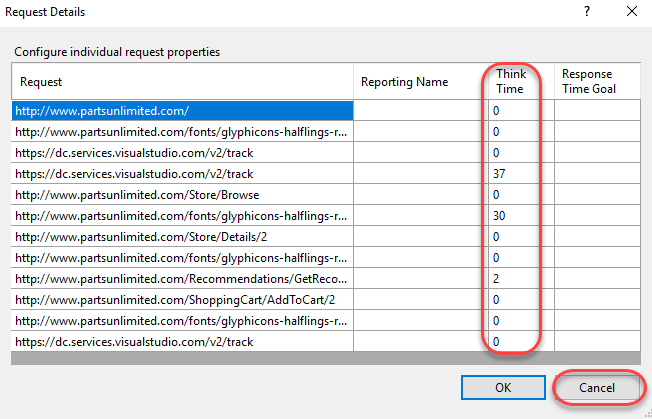 Request Details
?
Configure individual request properties
Request Reporting Name Think Time Response Time Goal
http://www.partsunlimited.com/ 0
http://www.partsunlimited.com/fonts/glyphicons-halflings-r... 0
https://dc.services.visualstudio.com/v2/track 0
https://dc.services.visualstudio.com/v2/track 37
http://www.partsunlimited.com/Store/Browse 0
http://www.partsunlimited.com/fonts/glyphicons-halflings-r... 30
http://www.partsunlimited.com/Store/Details/2 0
http://www.partsunlimited.com/fonts/glyphicons-halflings-r... 0
http://www.partsunlimited.com/Recommendations/GetReco... 2
http://www.partsunlimited.com/ShoppingCart/AddToCart/2 0
http://www.partsunlimited.com/fonts/glyphicons-halflings-r... 0
https://dc.services.visualstudio.com/v2/track 0
OK Cancel